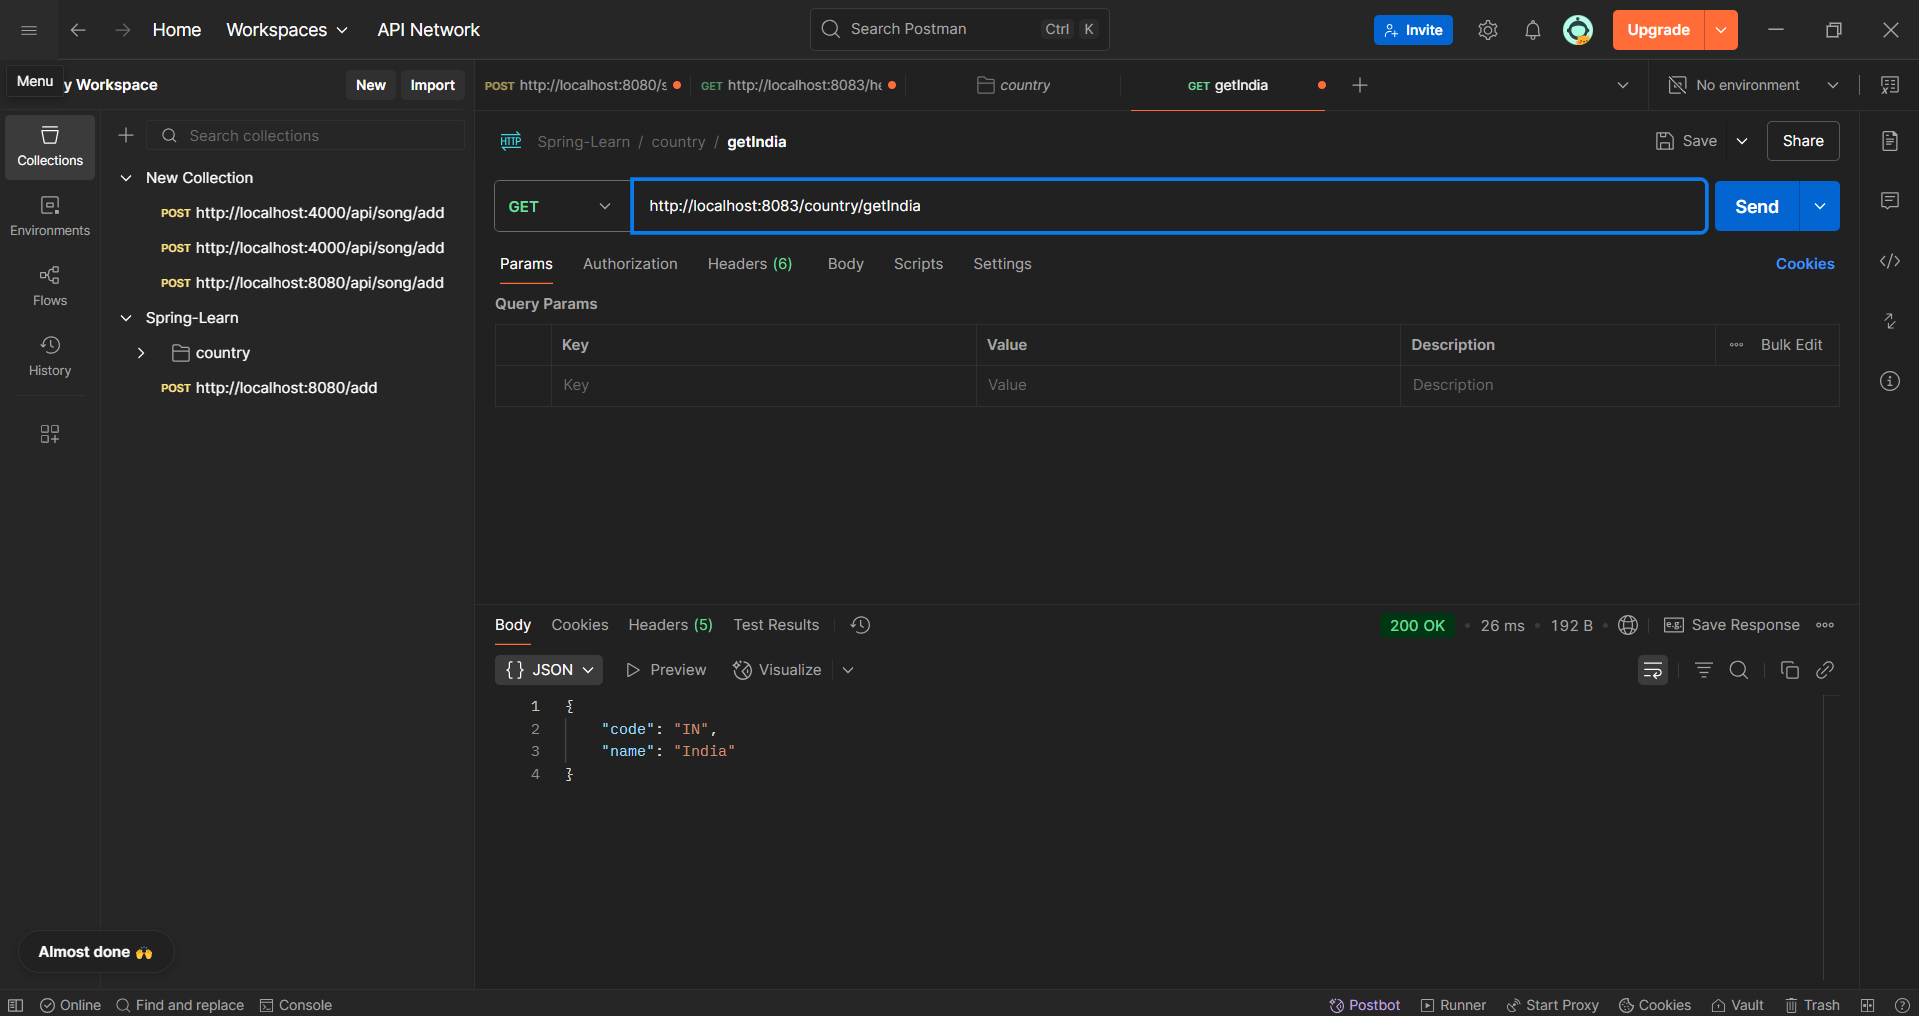 Home Workspaces API Network Search Postman Ctrl K Invite Upgrade
Menu y Workspace New Import
POST http://localhost:8080/s GET http://localhost:8083/he country GET getIndia No environment
Search collections
Collections
Environments
Flows
History
New Collection
POST http://localhost:4000/api/song/add
POST http://localhost:4000/api/song/add
POST http://localhost:8080/api/song/add
Spring-Learn
country
POST http://localhost:8080/add
HTTP Spring-Learn / country / getIndia Save Share
GET http://localhost:8083/country/getIndia Send
Params Authorization Headers (6) Body Scripts Settings Cookies
Query Params
Key Value Description Bulk Edit
Key Value Description
Body Cookies Headers (5) Test Results 200 OK • 26 ms • 192 B e.g. Save Response
{} JSON Preview Visualize
1 {
2 "code": "IN",
3 "name": "India"
4 }
Almost done 🙌
Online Find and replace Console Postbot Runner Start Proxy Cookies Vault Trash